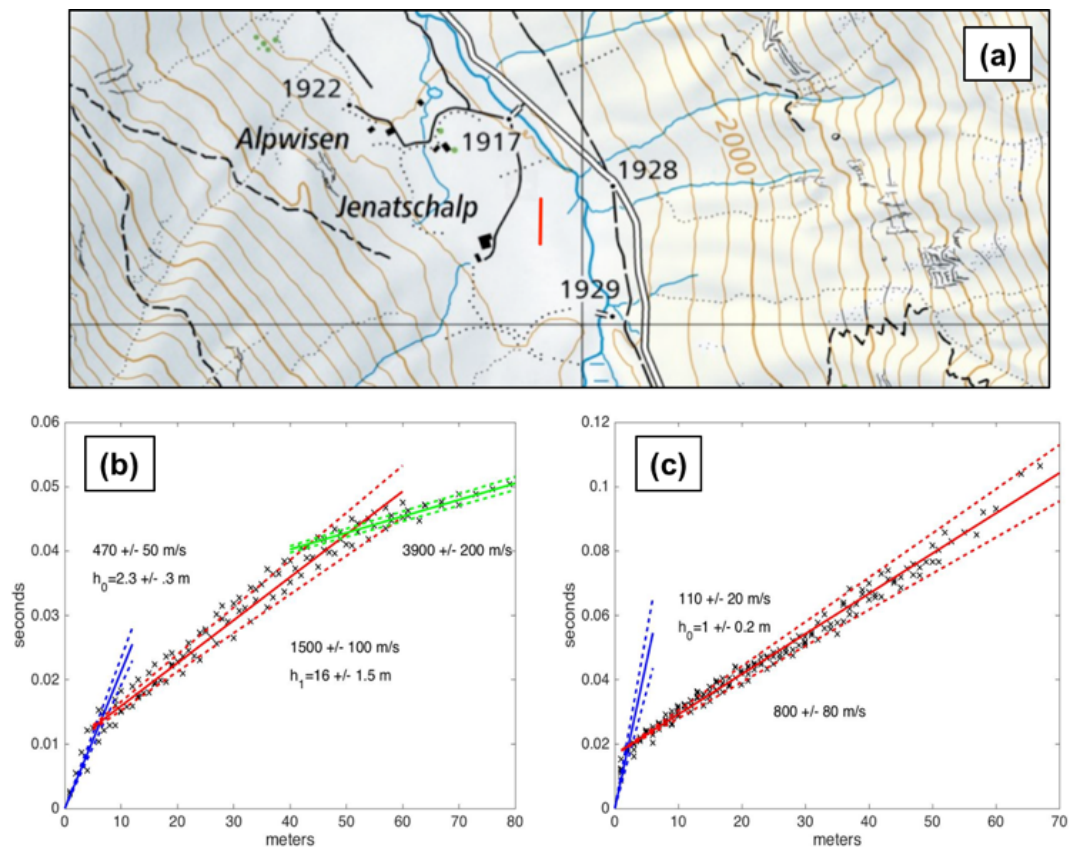 (a)
1922
Alpwisen
1917
2000
1928
Jenatschalp
1929
(b)
0.06
0.05
0.04
0.03
0.02
0.01
0
seconds
470 +/- 50 m/s
h0=2.3 +/- .3 m
3900 +/- 200 m/s
1500 +/- 100 m/s
h1=16 +/- 1.5 m
0 10 20 30 40 50 60 70 80
meters
(c)
0.12
0.1
0.08
0.06
0.04
0.02
0
seconds
110 +/- 20 m/s
h0=1 +/- 0.2 m
800 +/- 80 m/s
0 10 20 30 40 50 60 70
meters